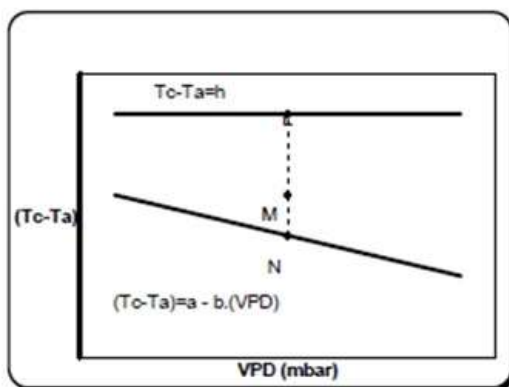 Tc-Ta=h
(Tc-Ta)
M
N
(Tc-Ta)=a - b.(VPD)
VPD (mbar)